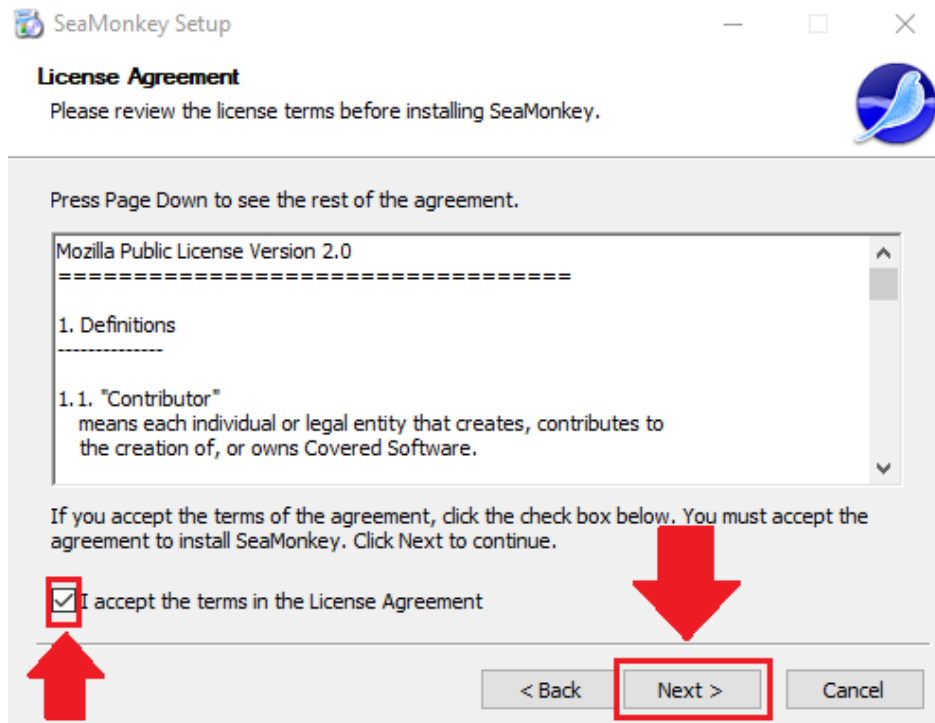 SeaMonkey Setup
License Agreement
Please review the license terms before installing SeaMonkey.
Press Page Down to see the rest of the agreement.
Mozilla Public License Version 2.0
==================================
1. Definitions
--------------
1.1. "Contributor"
means each individual or legal entity that creates, contributes to
the creation of, or owns Covered Software.
If you accept the terms of the agreement, click the check box below. You must accept the
agreement to install SeaMonkey. Click Next to continue.
I accept the terms in the License Agreement
< Back Next > Cancel